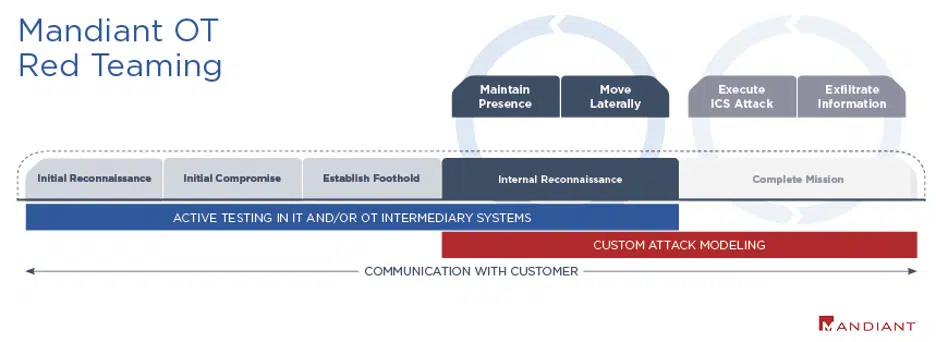 Mandiant OT
Red Teaming
Maintain
Presence
Move
Laterally
Execute
ICS Attack
Exfiltrate
Information
Initial Reconnaissance
Initial Compromise
Establish Foothold
Internal Reconnaissance
Complete Mission
ACTIVE TESTING IN IT AND/OR OT INTERMEDIARY SYSTEMS
CUSTOM ATTACK MODELING
COMMUNICATION WITH CUSTOMER
MANDIANT